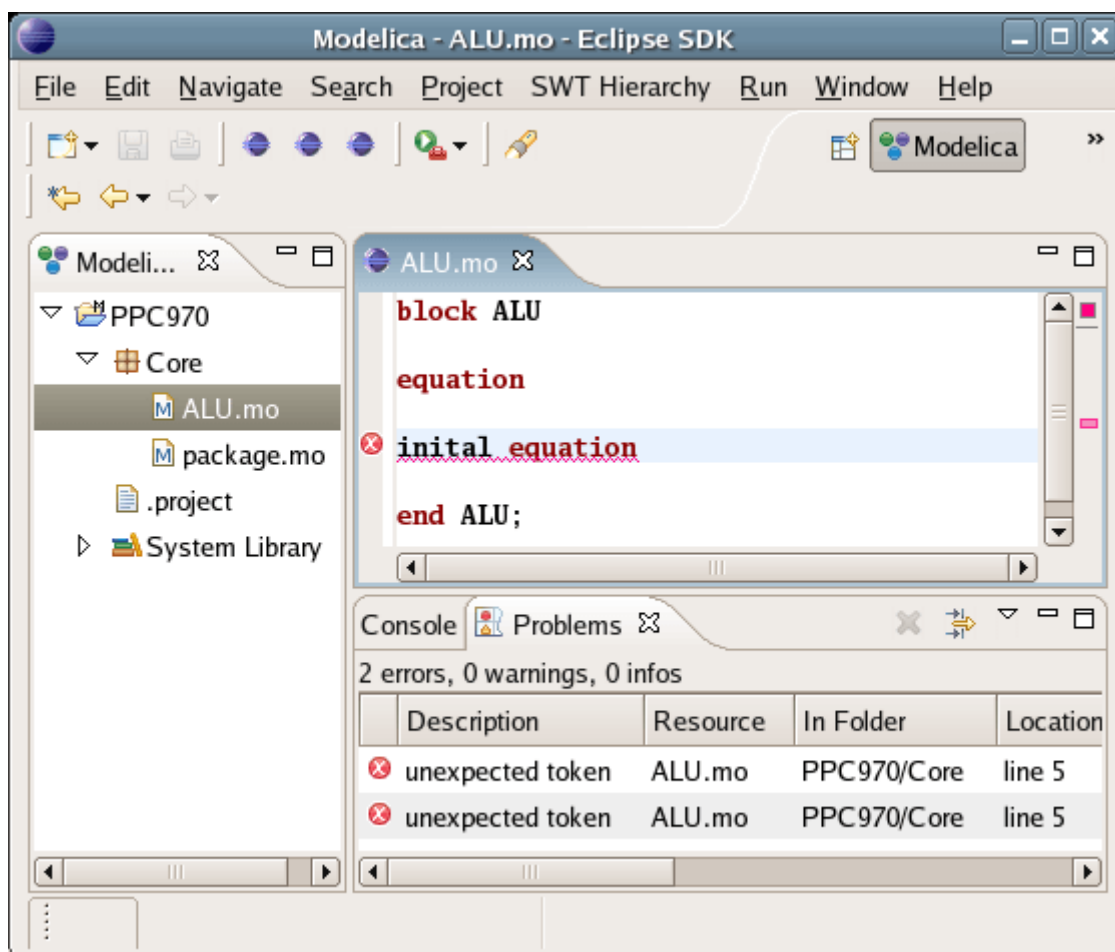 Modelica - ALU.mo - Eclipse SDK
File Edit Navigate Search Project SWT Hierarchy Run Window Help
Modelica »
Modeli...
PPC970
Core
ALU.mo
package.mo
.project
System Library
ALU.mo
block ALU
equation
inital equation
end ALU;
Console Problems
2 errors, 0 warnings, 0 infos
Description Resource In Folder Location
unexpected token ALU.mo PPC970/Core line 5
unexpected token ALU.mo PPC970/Core line 5